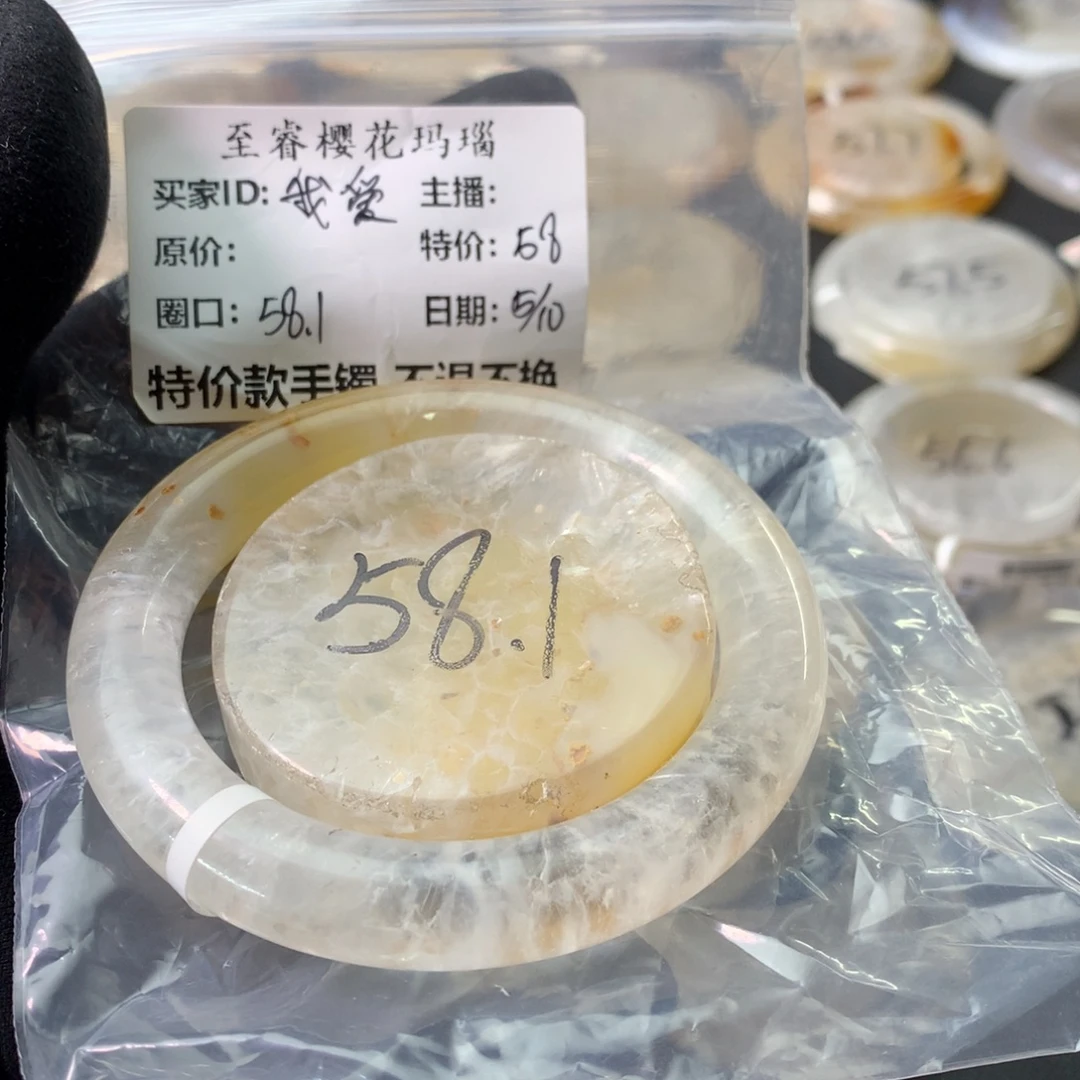 至睿樱花玛瑙
买家ID: 我爱 主播:
原价: 特价: 58
圈口: 58.1 日期: 5/10
特价款手镯 不退不换
58.1